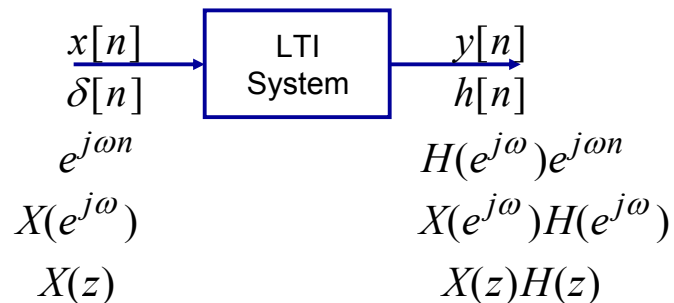 x[n] LTI System y[n]
δ[n] h[n]
e^{jωn} H(e^{jω})e^{jωn}
X(e^{jω}) X(e^{jω})H(e^{jω})
X(z) X(z)H(z)